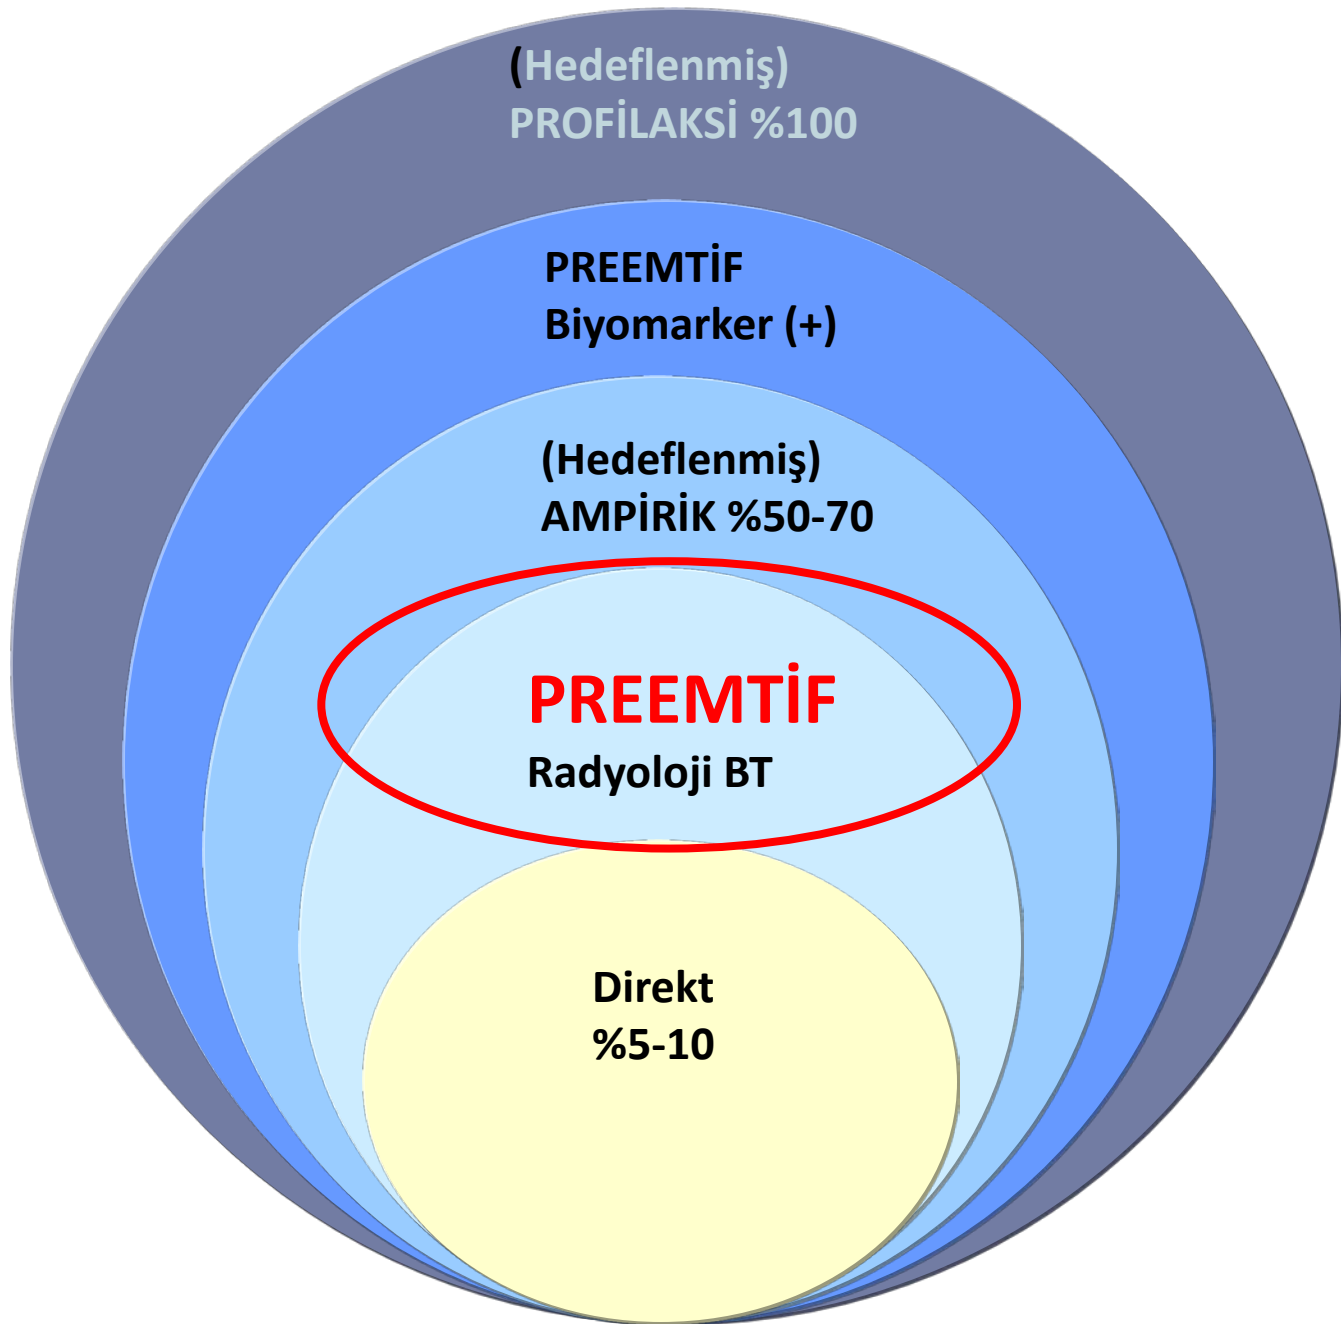 (Hedeflenmiş)
PROFİLAKSİ %100
PREEMTİF
Biyomarker (+)
(Hedeflenmiş)
AMPİRİK %50-70
PREEMTİF
Radyoloji BT
Direkt
%5-10